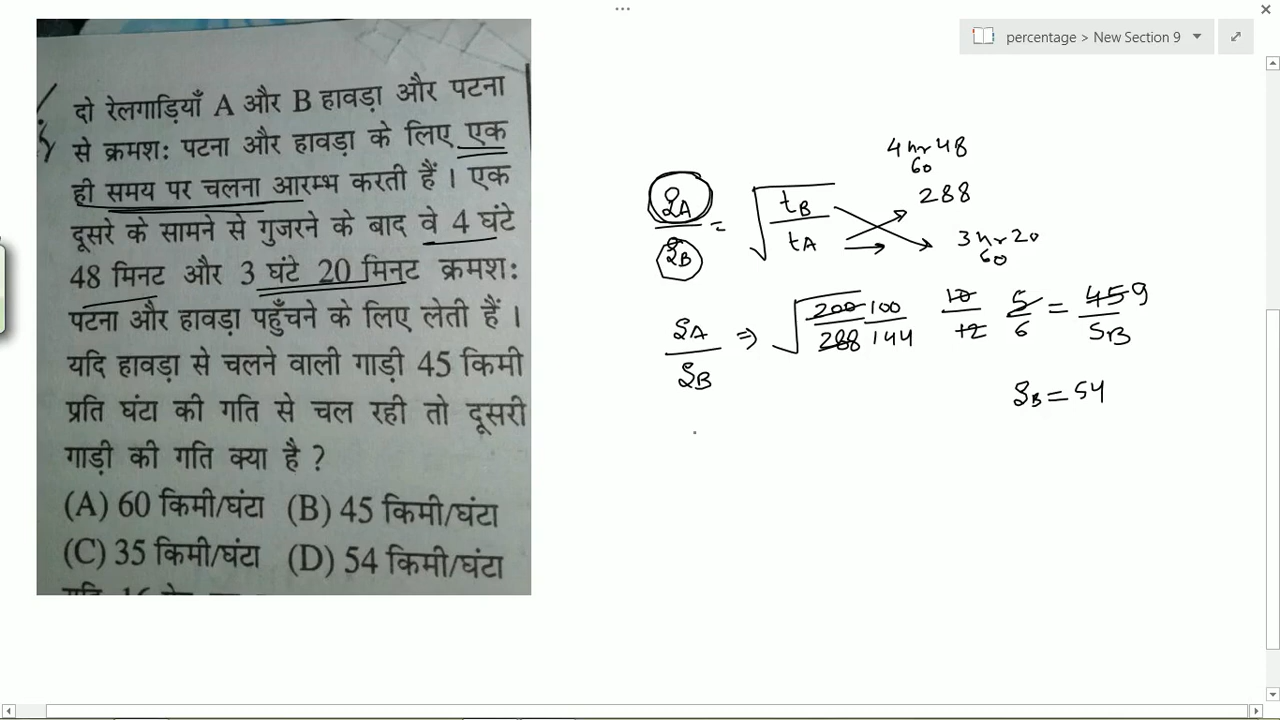 percentage > New Section 9
दो रेलगाड़ियाँ A और B हावड़ा और पटना
से क्रमश: पटना और हावड़ा के लिए एक
ही समय पर चलना आरम्भ करती हैं । एक
दूसरे के सामने से गुजरने के बाद वे 4 घंटे
48 मिनट और 3 घंटे 20 मिनट क्रमश:
पटना और हावड़ा पहुँचने के लिए लेती हैं ।
यदि हावड़ा से चलने वाली गाड़ी 45 किमी
प्रति घंटा की गति से चल रही तो दूसरी
गाड़ी की गति क्या है ?
(A) 60 किमी/घंटा (B) 45 किमी/घंटा
(C) 35 किमी/घंटा (D) 54 किमी/घंटा
4 hr 48
60
288
SA/SB = √(tB/tA)
3 hr 20
60
SA/SB ⇒ √(200/288) 100/144 10/12 5/6 = 45 9/SB
SB = 54